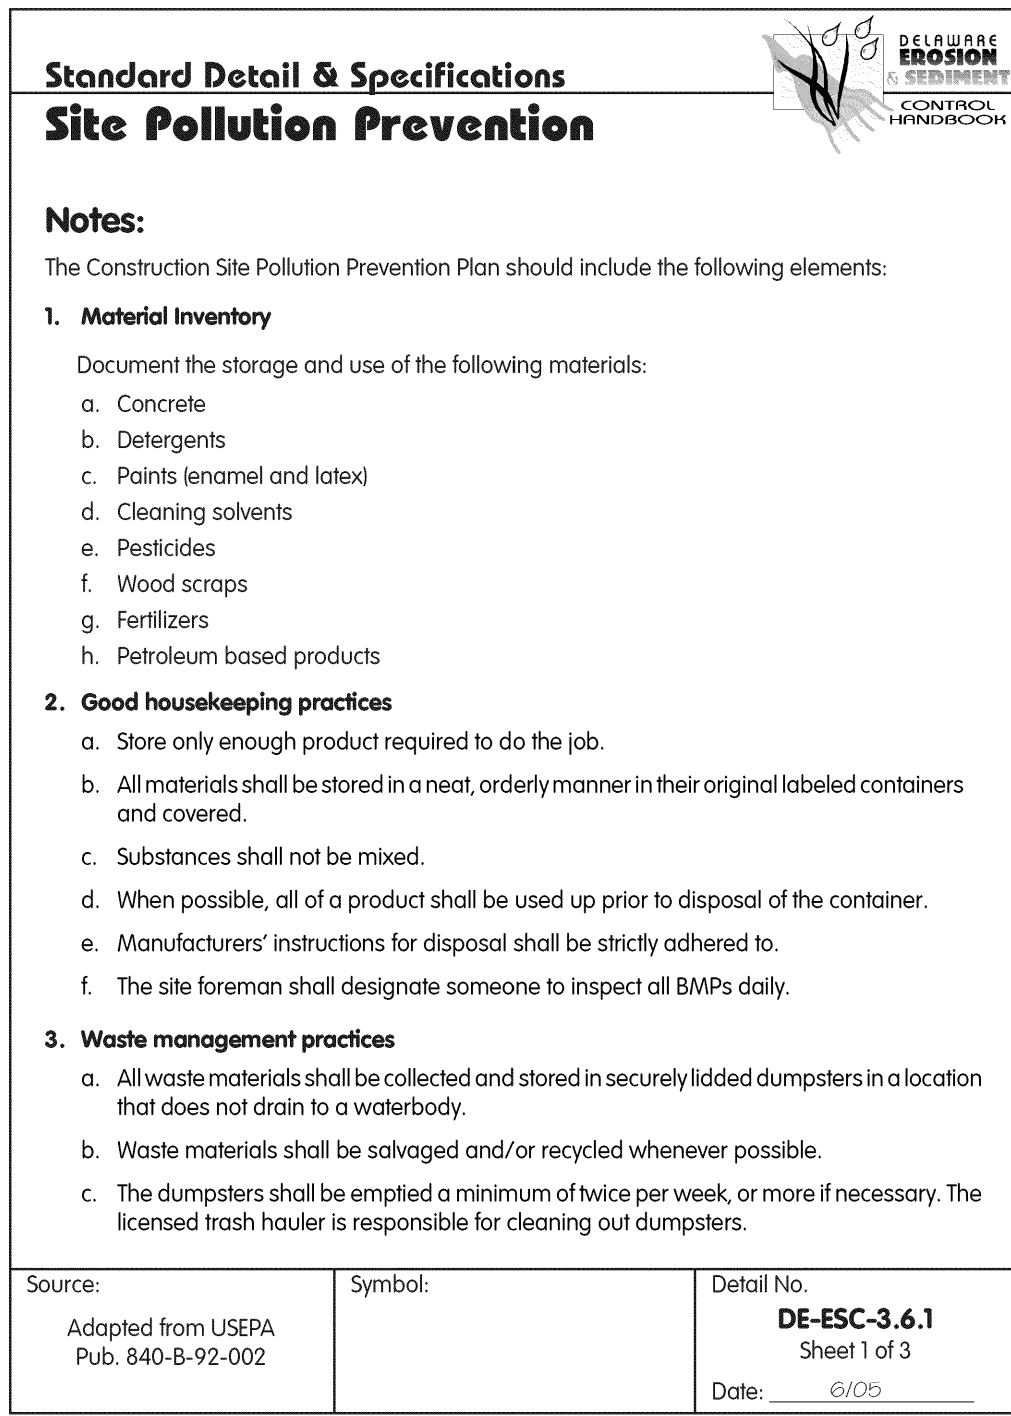 Standard Detail & Specifications
Site Pollution Prevention
DELAWARE
EROSION
& SEDIMENT
CONTROL
HANDBOOK
Notes:
The Construction Site Pollution Prevention Plan should include the following elements:
1. Material Inventory
Document the storage and use of the following materials:
a. Concrete
b. Detergents
c. Paints (enamel and latex)
d. Cleaning solvents
e. Pesticides
f. Wood scraps
g. Fertilizers
h. Petroleum based products
2. Good housekeeping practices
a. Store only enough product required to do the job.
b. All materials shall be stored in a neat, orderly manner in their original labeled containers
and covered.
c. Substances shall not be mixed.
d. When possible, all of a product shall be used up prior to disposal of the container.
e. Manufacturers’ instructions for disposal shall be strictly adhered to.
f. The site foreman shall designate someone to inspect all BMPs daily.
3. Waste management practices
a. All waste materials shall be collected and stored in securely lidded dumpsters in a location
that does not drain to a waterbody.
b. Waste materials shall be salvaged and/or recycled whenever possible.
c. The dumpsters shall be emptied a minimum of twice per week, or more if necessary. The
licensed trash hauler is responsible for cleaning out dumpsters.
Source:
Adapted from USEPA
Pub. 840-B-92-002
Symbol:
Detail No.
DE-ESC-3.6.1
Sheet 1 of 3
Date: 6/05